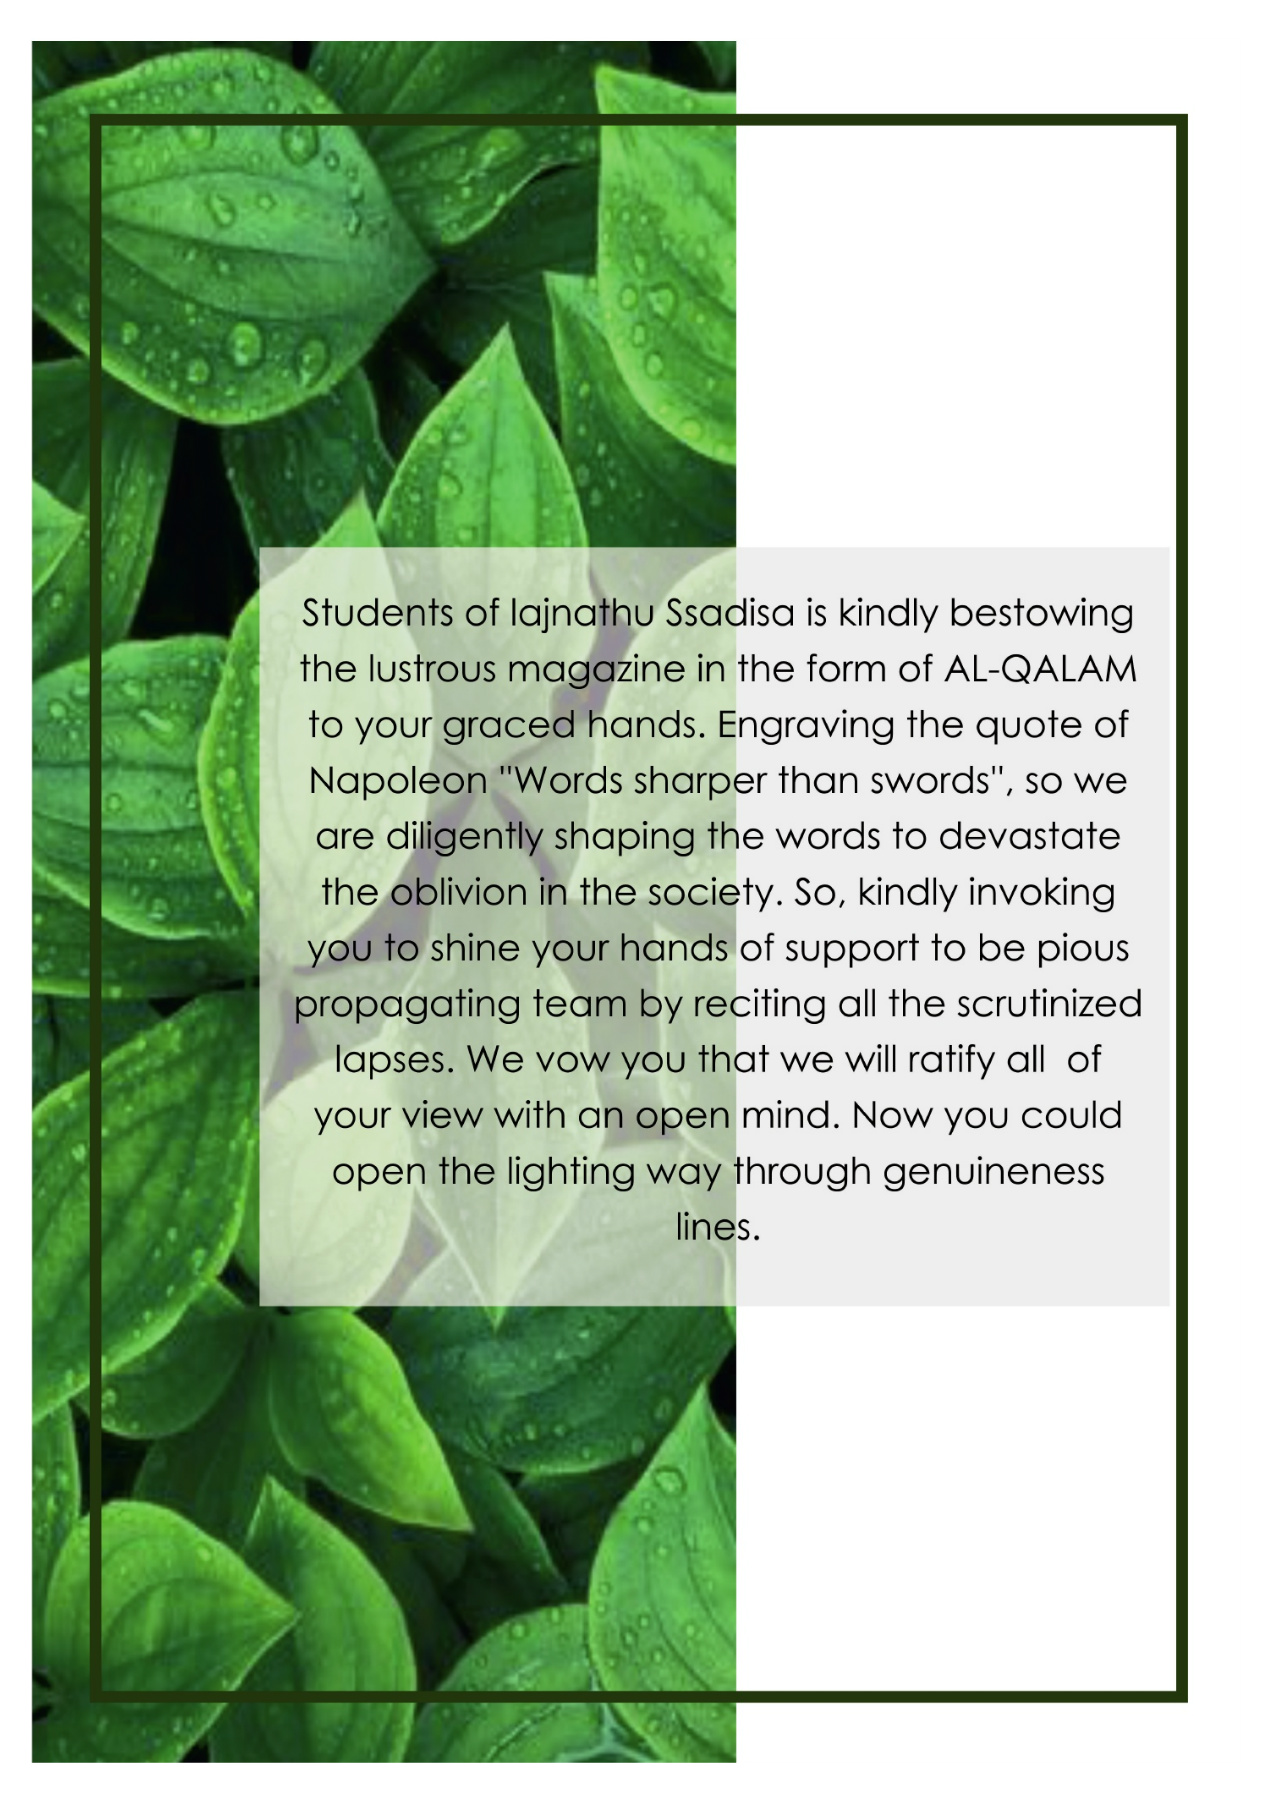 Students of lajnathu Ssadisa is kindly bestowing
the lustrous magazine in the form of AL-QALAM
to your graced hands. Engraving the quote of
Napoleon "Words sharper than swords", so we
are diligently shaping the words to devastate
the oblivion in the society. So, kindly invoking
you to shine your hands of support to be pious
propagating team by reciting all the scrutinized
lapses. We vow you that we will ratify all  of
your view with an open mind. Now you could
open the lighting way through genuineness
lines.